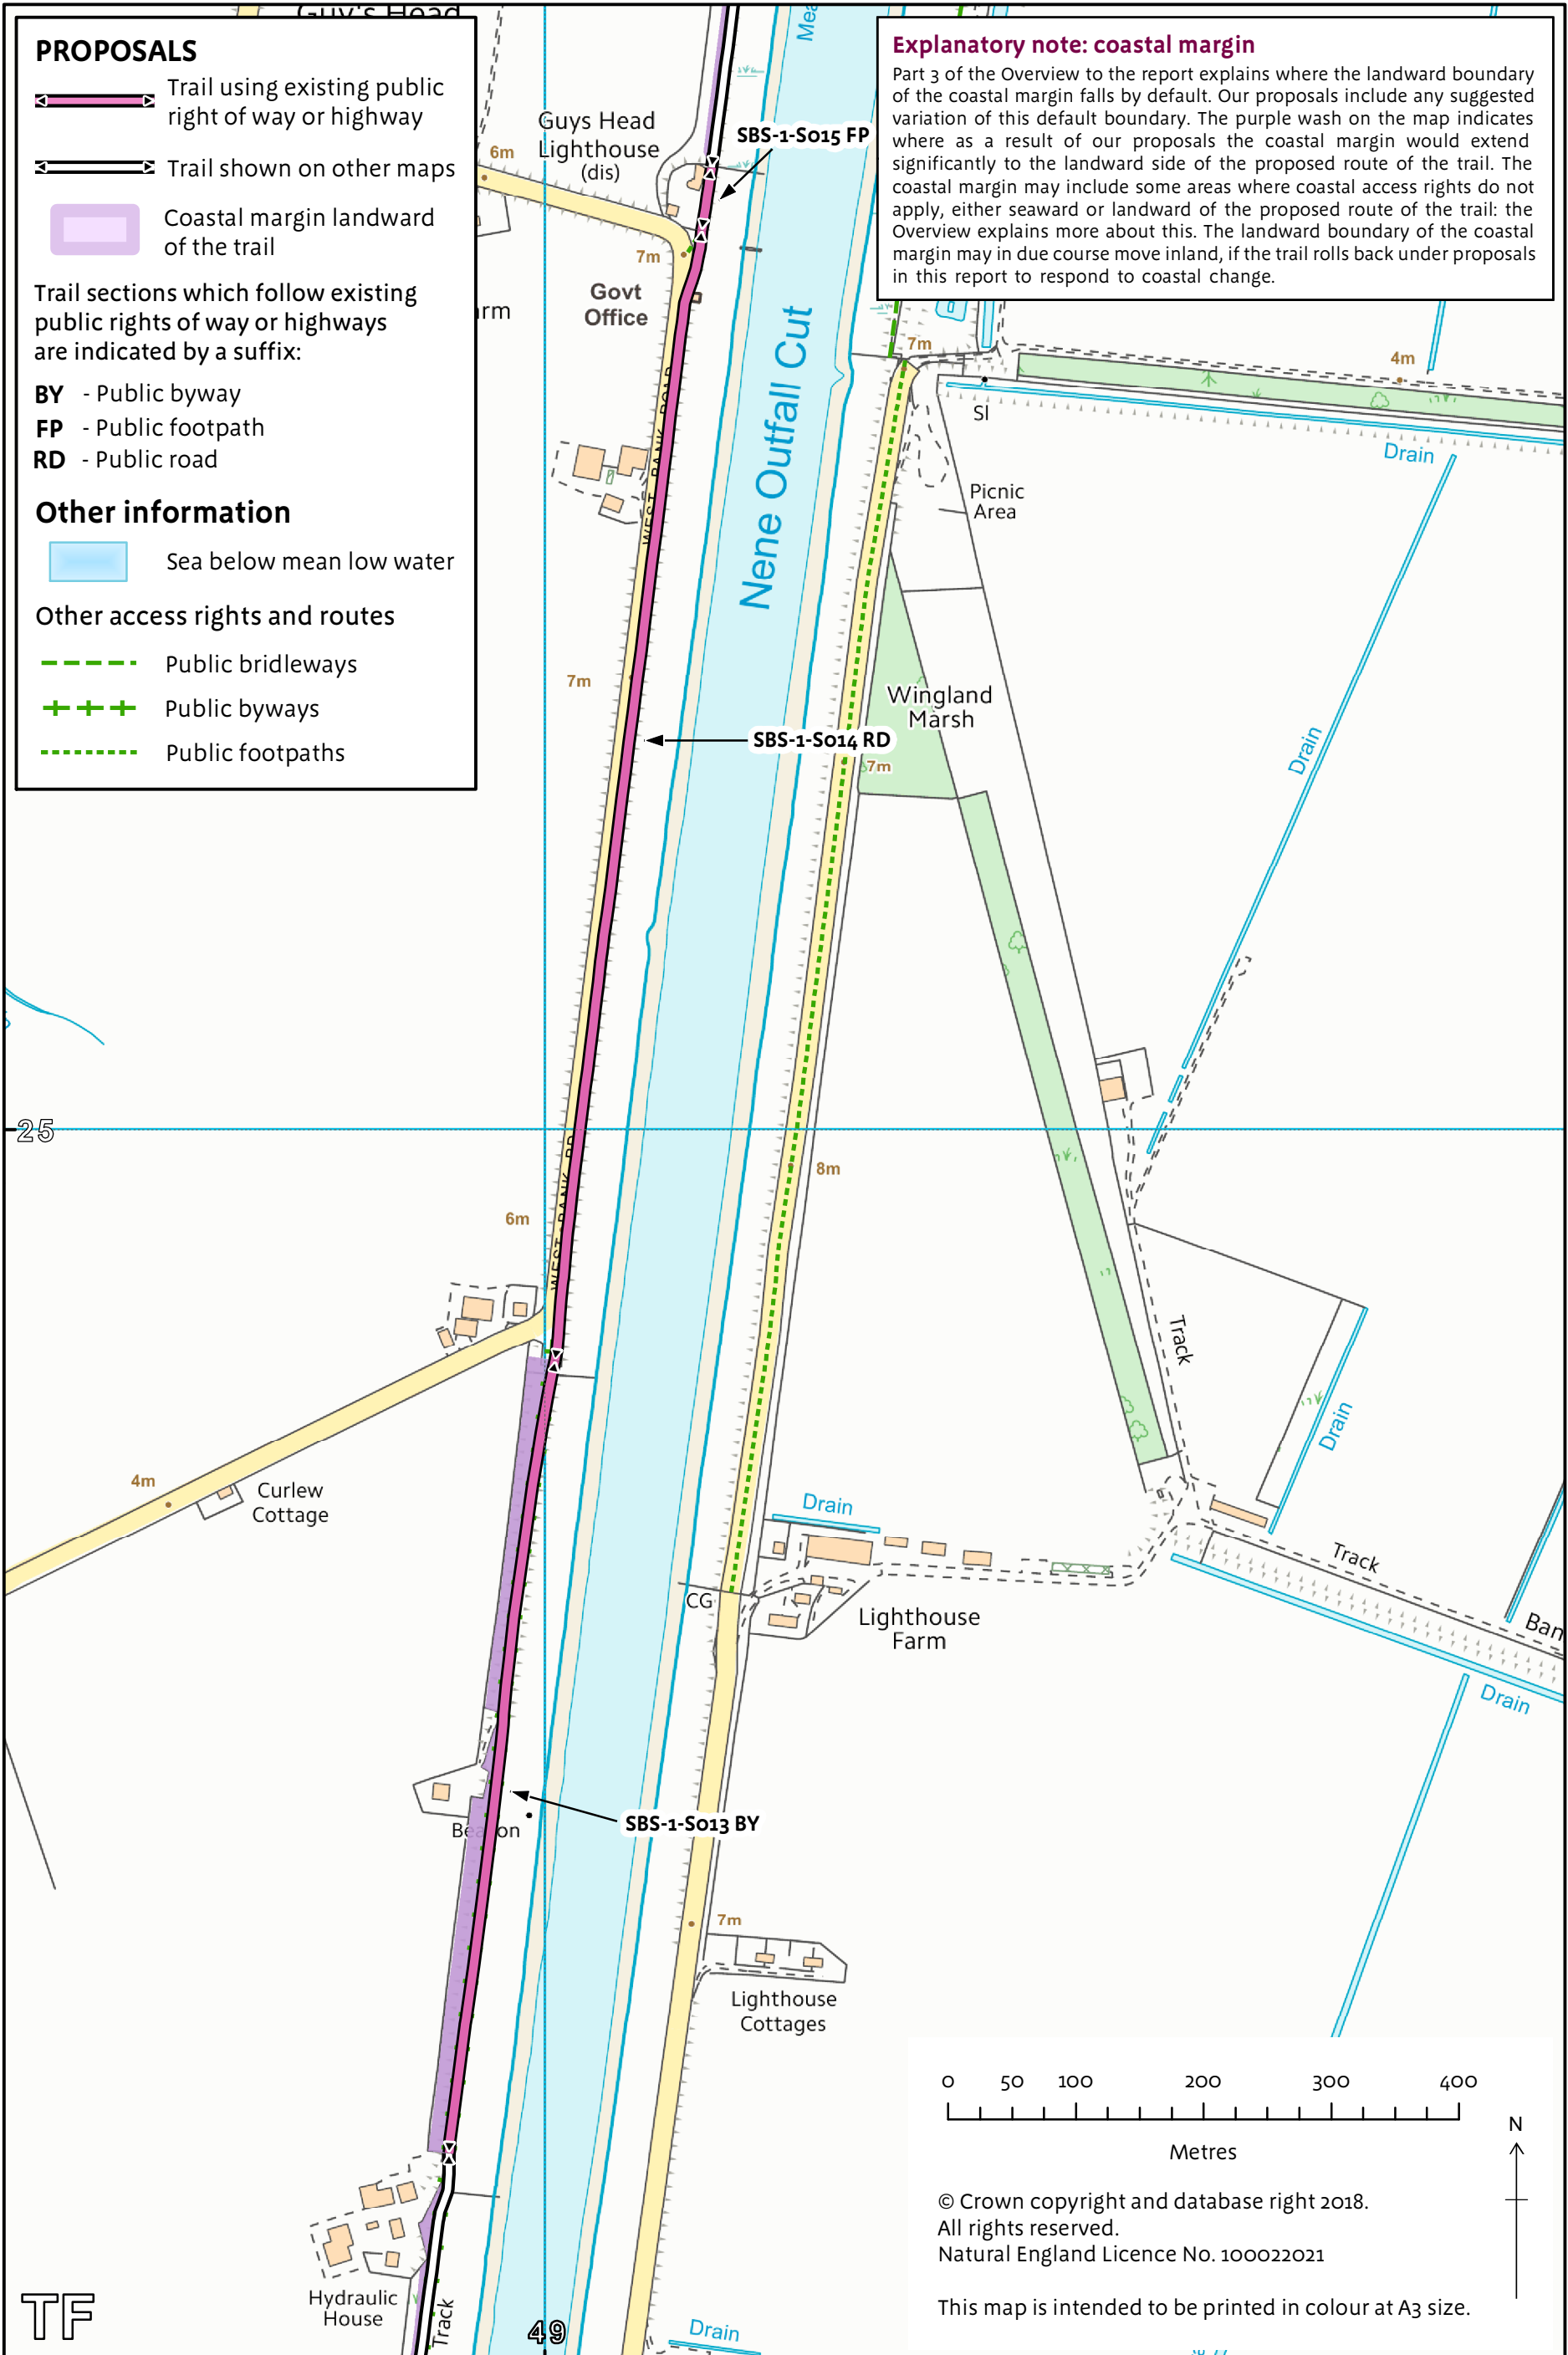 Guy's Head
PROPOSALS
Trail using existing public
right of way or highway
Trail shown on other maps
Coastal margin landward
of the trail
Trail sections which follow existing
public rights of way or highways
are indicated by a suffix:
BY - Public byway
FP - Public footpath
RD - Public road
Other information
Sea below mean low water
Other access rights and routes
Public bridleways
Public byways
Public footpaths
Explanatory note: coastal margin
Part 3 of the Overview to the report explains where the landward boundary
of the coastal margin falls by default. Our proposals include any suggested
variation of this default boundary. The purple wash on the map indicates
where as a result of our proposals the coastal margin would extend
significantly to the landward side of the proposed route of the trail. The
coastal margin may include some areas where coastal access rights do not
apply, either seaward or landward of the proposed route of the trail: the
Overview explains more about this. The landward boundary of the coastal
margin may in due course move inland, if the trail rolls back under proposals
in this report to respond to coastal change.
Mea
Guys Head
Lighthouse
(dis)
SBS-1-S015 FP
6m
7m
Govt
Office
arm
WEST BANK ROAD
Nene Outfall Cut
7m
4m
SI
Drain
Picnic
Area
7m
Wingland
Marsh
SBS-1-S014 RD
7m
Drain
25
8m
6m
WEST BANK RD
Track
Drain
4m
Curlew
Cottage
Drain
CG
Lighthouse
Farm
Track
Ban
Drain
SBS-1-S013 BY
Beacon
7m
Lighthouse
Cottages
Hydraulic
House
Track
TF
49
Drain
0 50 100 200 300 400
Metres
N
© Crown copyright and database right 2018.
All rights reserved.
Natural England Licence No. 100022021
This map is intended to be printed in colour at A3 size.